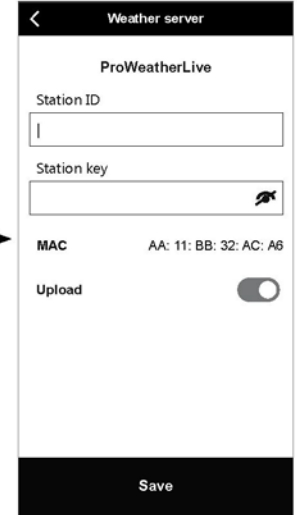 Weather server
ProWeatherLive
Station ID
Station key
MAC AA: 11: BB: 32: AC: A6
Upload
Save